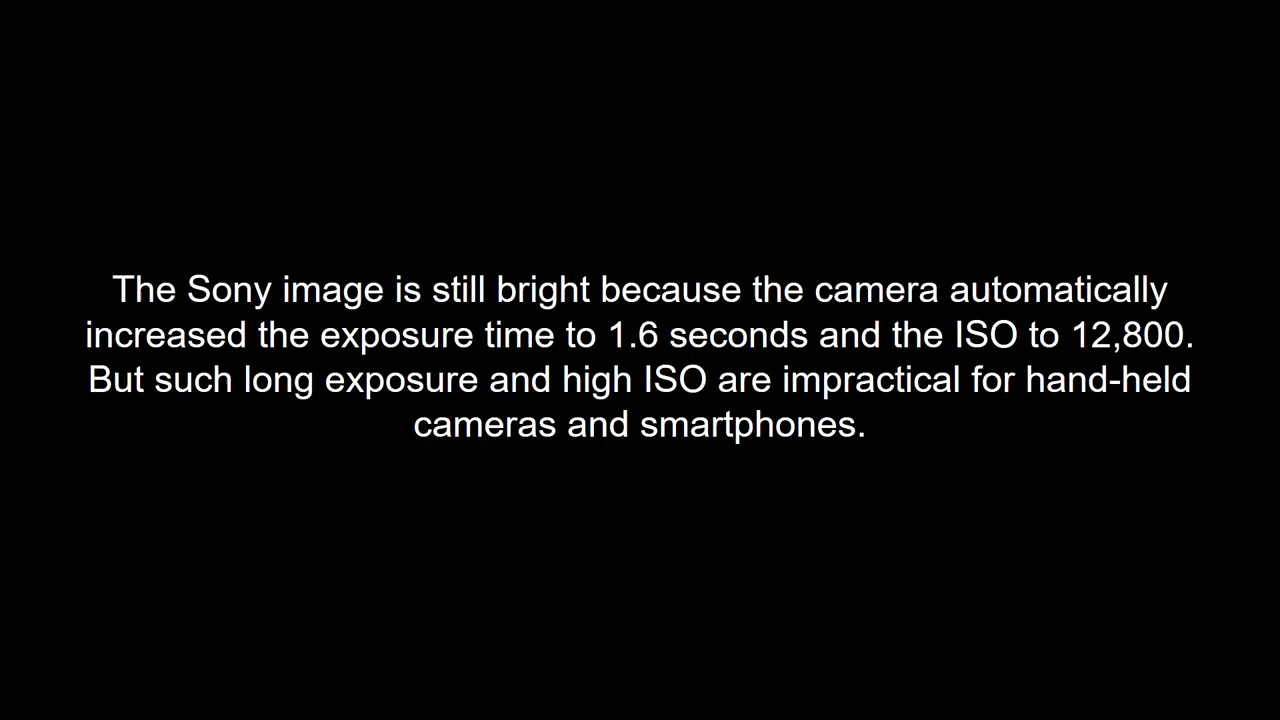 The Sony image is still bright because the camera automatically
increased the exposure time to 1.6 seconds and the ISO to 12,800.
But such long exposure and high ISO are impractical for hand-held
cameras and smartphones.